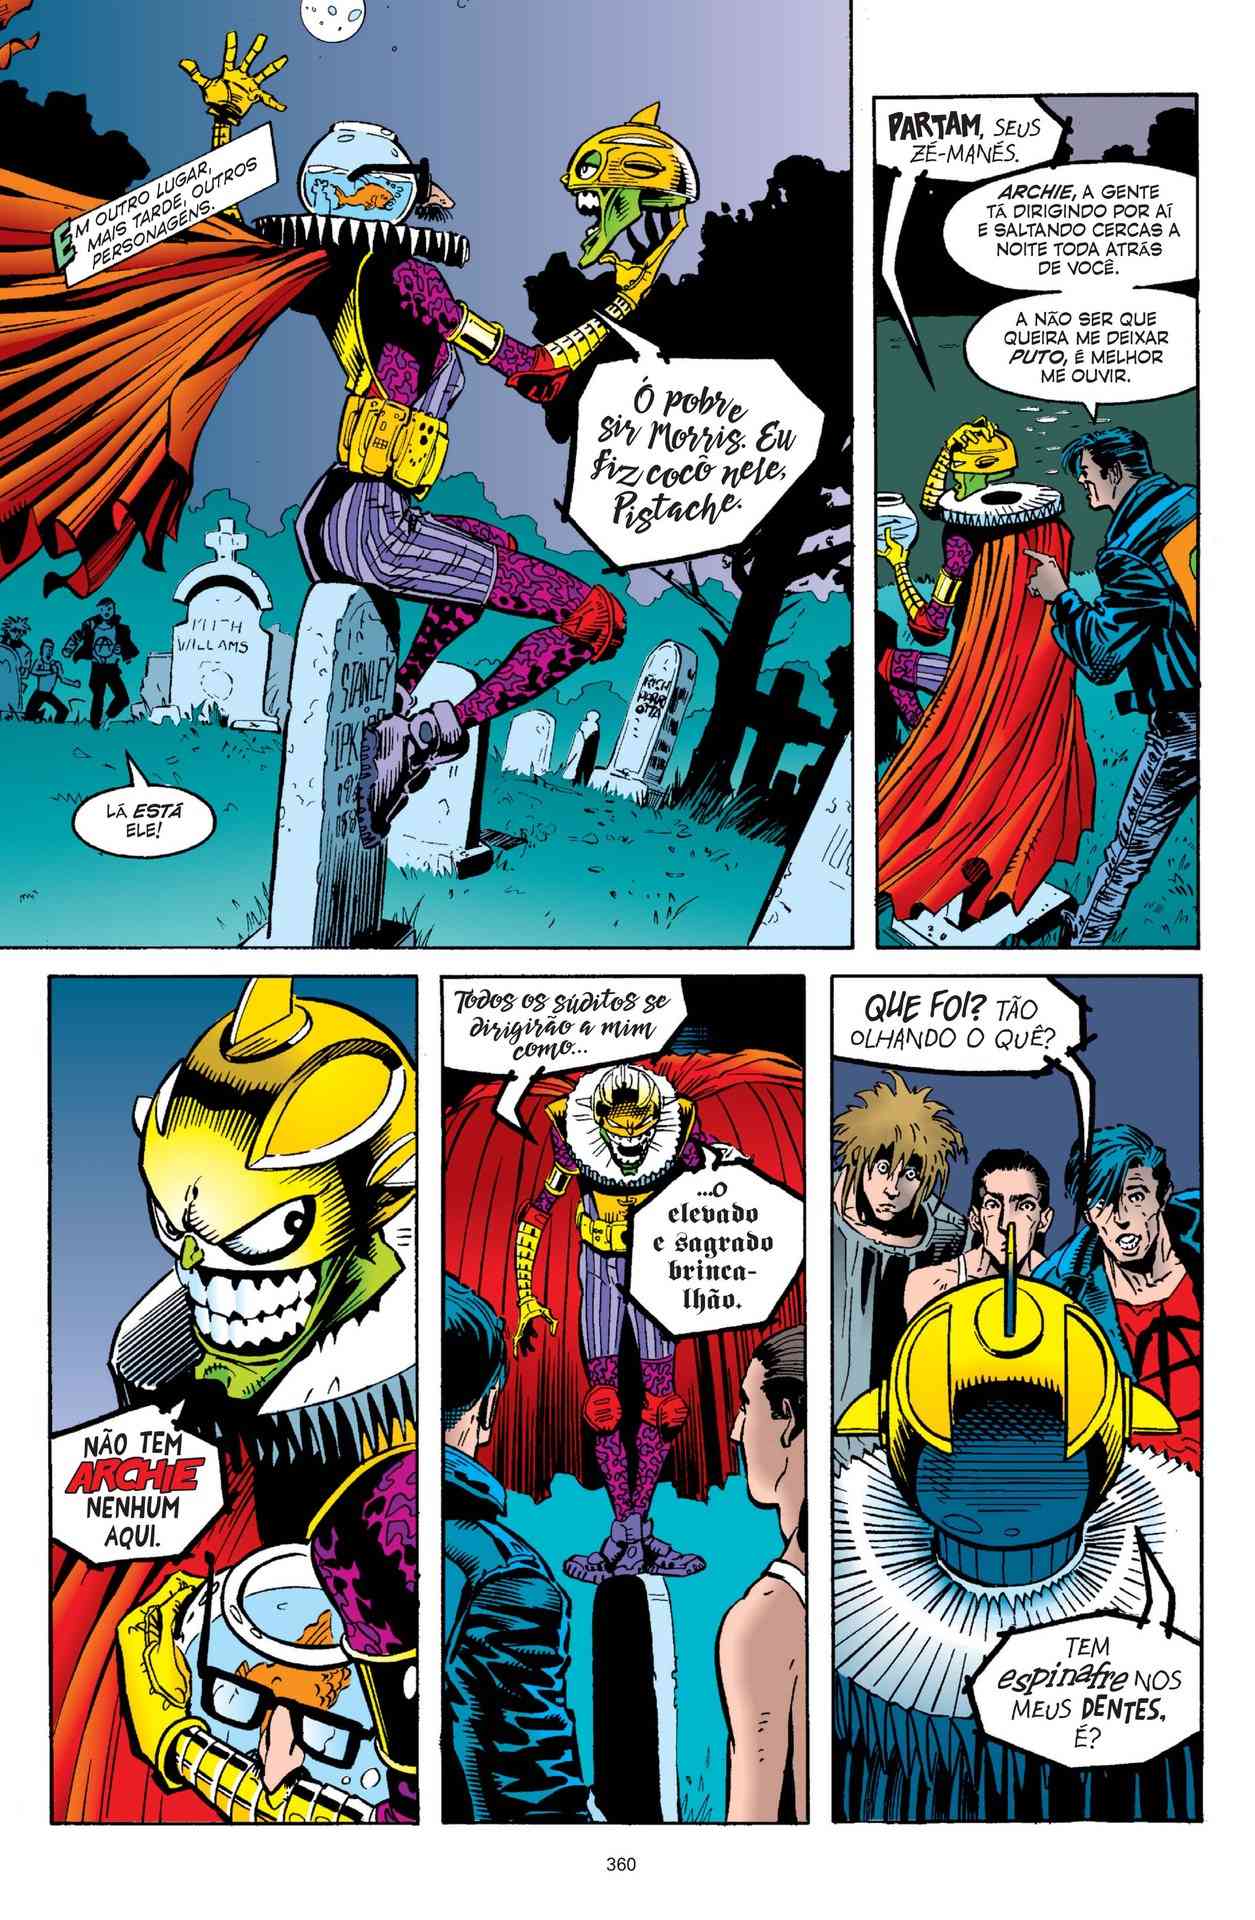 EM OUTRO LUGAR,
MAIS TARDE, OUTROS
PERSONAGENS.
Ó pobre
sir Morris. Eu
fiz cocô nele,
Pistache.
MITH
WILLAMS
STANLEY
LÁ ESTÁ
ELE!
PARTAM, SEUS
ZÉ-MANÉS.
ARCHIE, A GENTE
TÁ DIRIGINDO POR AÍ
E SALTANDO CERCAS A
NOITE TODA ATRÁS
DE VOCÊ.
A NÃO SER QUE
QUEIRA ME DEIXAR
PUTO, É MELHOR
ME OUVIR.
NÃO TEM
ARCHIE
NENHUM
AQUI.
Todos os súditos se
dirigirão a mim
como...
...o
elevado
e sagrado
brinca-
lhão.
QUE FOI? TÃO
OLHANDO O QUÊ?
TEM
espinafre NOS
MEUS DENTES,
É?
360